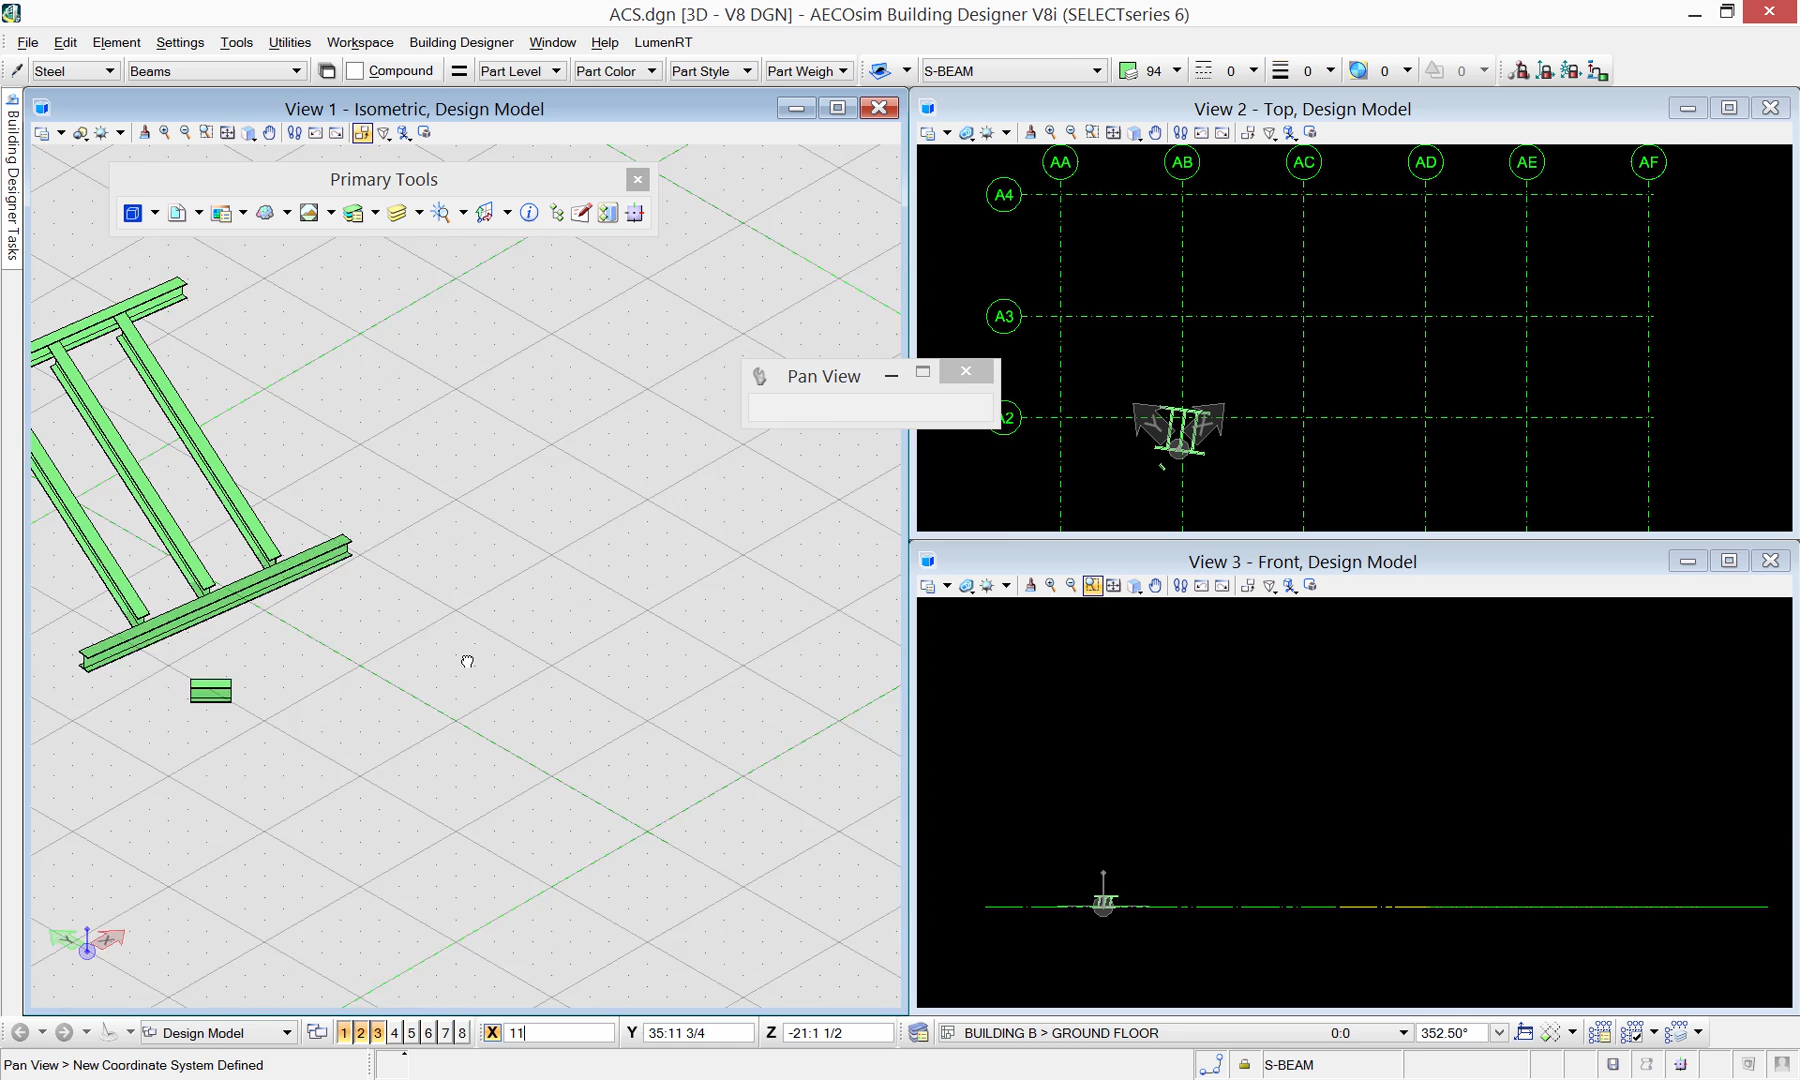 ACS.dgn [3D - V8 DGN] - AECOsim Building Designer V8i (SELECTseries 6)
File Edit Element Settings Tools Utilities Workspace Building Designer Window Help LumenRT
Steel Beams Compound Part Level Part Color Part Style Part Weigh S-BEAM 94 0 0 0 0
Building Designer Tasks
View 1 - Isometric, Design Model
Primary Tools
Y X
View 2 - Top, Design Model
AA AB AC AD AE AF
A4
A3
A2
Y X
Pan View
View 3 - Front, Design Model
Design Model 1 2 3 4 5 6 7 8 X 11 Y 35:11 3/4 Z -21:1 1/2 BUILDING B > GROUND FLOOR 0:0 352.50°
Pan View > New Coordinate System Defined S-BEAM